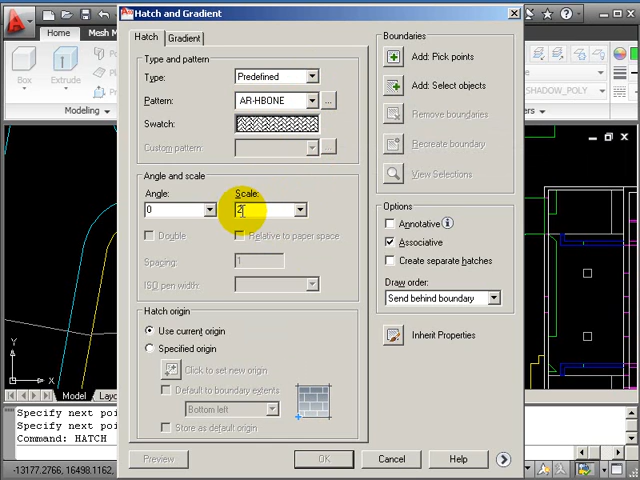 Hatch and Gradient
Home
Mesh M
Box
Extrude
Modeling
SHADOW_POLY
Hatch
Gradient
Type and pattern
Type:
Predefined
Pattern:
AR-HBONE
...
Swatch:
Custom pattern:
...
Angle and scale
Angle:
Scale:
0
2
Double
Relative to paper space
Spacing:
1
ISO pen width:
Hatch origin
Use current origin
Specified origin
Click to set new origin
Default to boundary extents
Bottom left
Store as default origin
Boundaries
Add: Pick points
Add: Select objects
Remove boundaries
Recreate boundary
View Selections
Options
Annotative
Associative
Create separate hatches
Draw order:
Send behind boundary
Inherit Properties
Preview
OK
Cancel
Help
Y
X
Model
Layo
Specify next poi
Specify next poi
Command: HATCH
-13177.2766, 16498.1162,